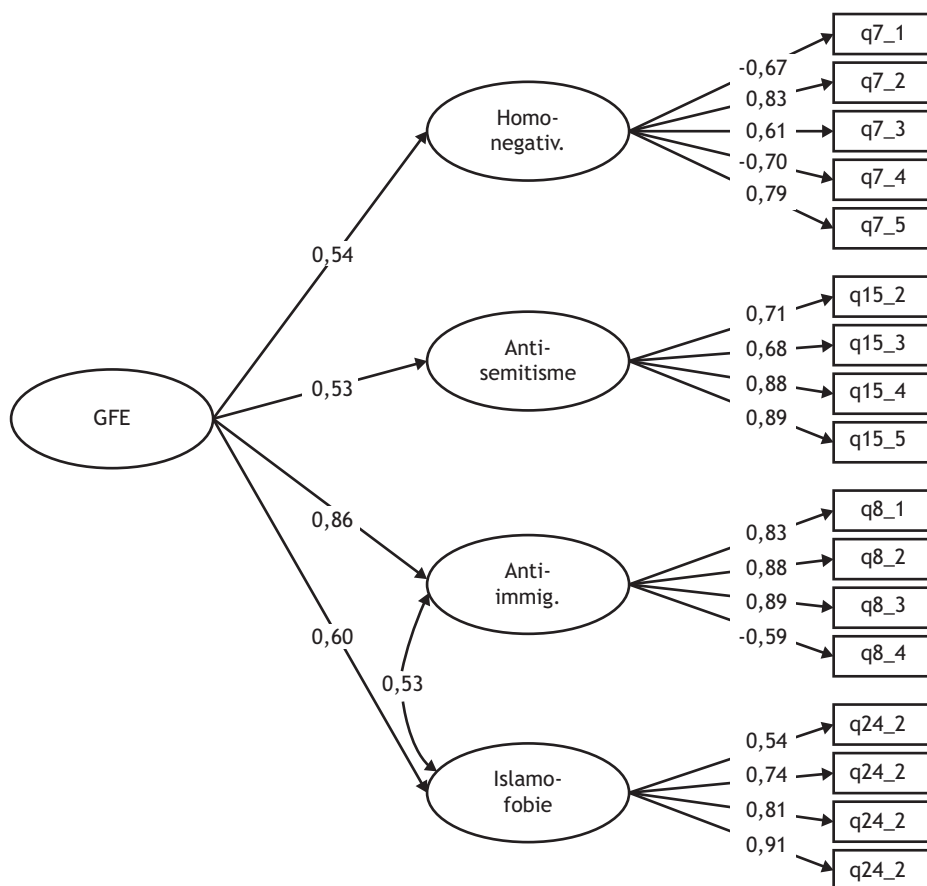 q7_1
-0,67
q7_2
0,83
Homo-
negativ.
0,61
q7_3
-0,70
q7_4
0,79
q7_5
0,54
q15_2
0,71
q15_3
Anti-
semitisme
0,68
0,88
q15_4
0,53
0,89
q15_5
GFE
q8_1
0,86
0,83
q8_2
Anti-
immig.
0,88
0,89
q8_3
0,60
-0,59
q8_4
0,53
q24_2
0,54
0,74
q24_2
Islamo-
fobie
0,81
q24_2
0,91
q24_2